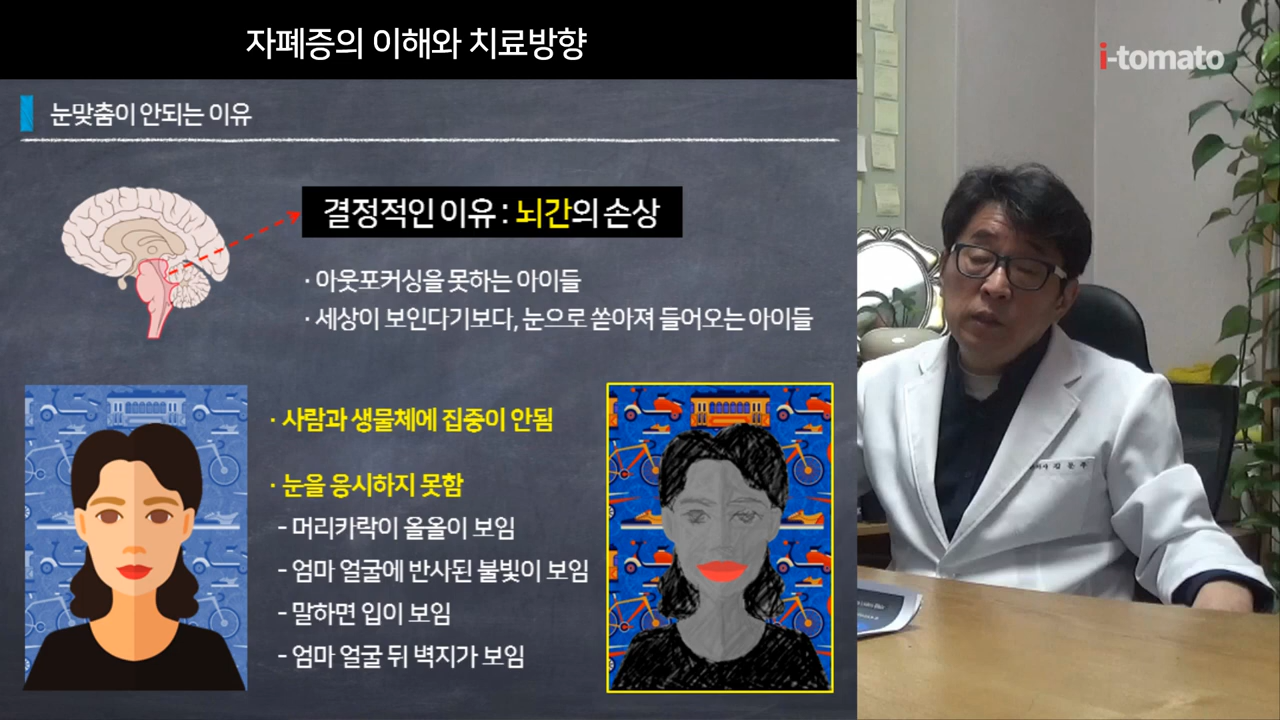 자폐증의 이해와 치료방향
i-tomato
눈맞춤이 안되는 이유
결정적인 이유 : 뇌간의 손상
· 아웃포커싱을 못하는 아이들
· 세상이 보인다기보다, 눈으로 쏟아져 들어오는 아이들
· 사람과 생물체에 집중이 안됨
· 눈을 응시하지 못함
- 머리카락이 올올이 보임
- 엄마 얼굴에 반사된 불빛이 보임
- 말하면 입이 보임
- 엄마 얼굴 뒤 벽지가 보임